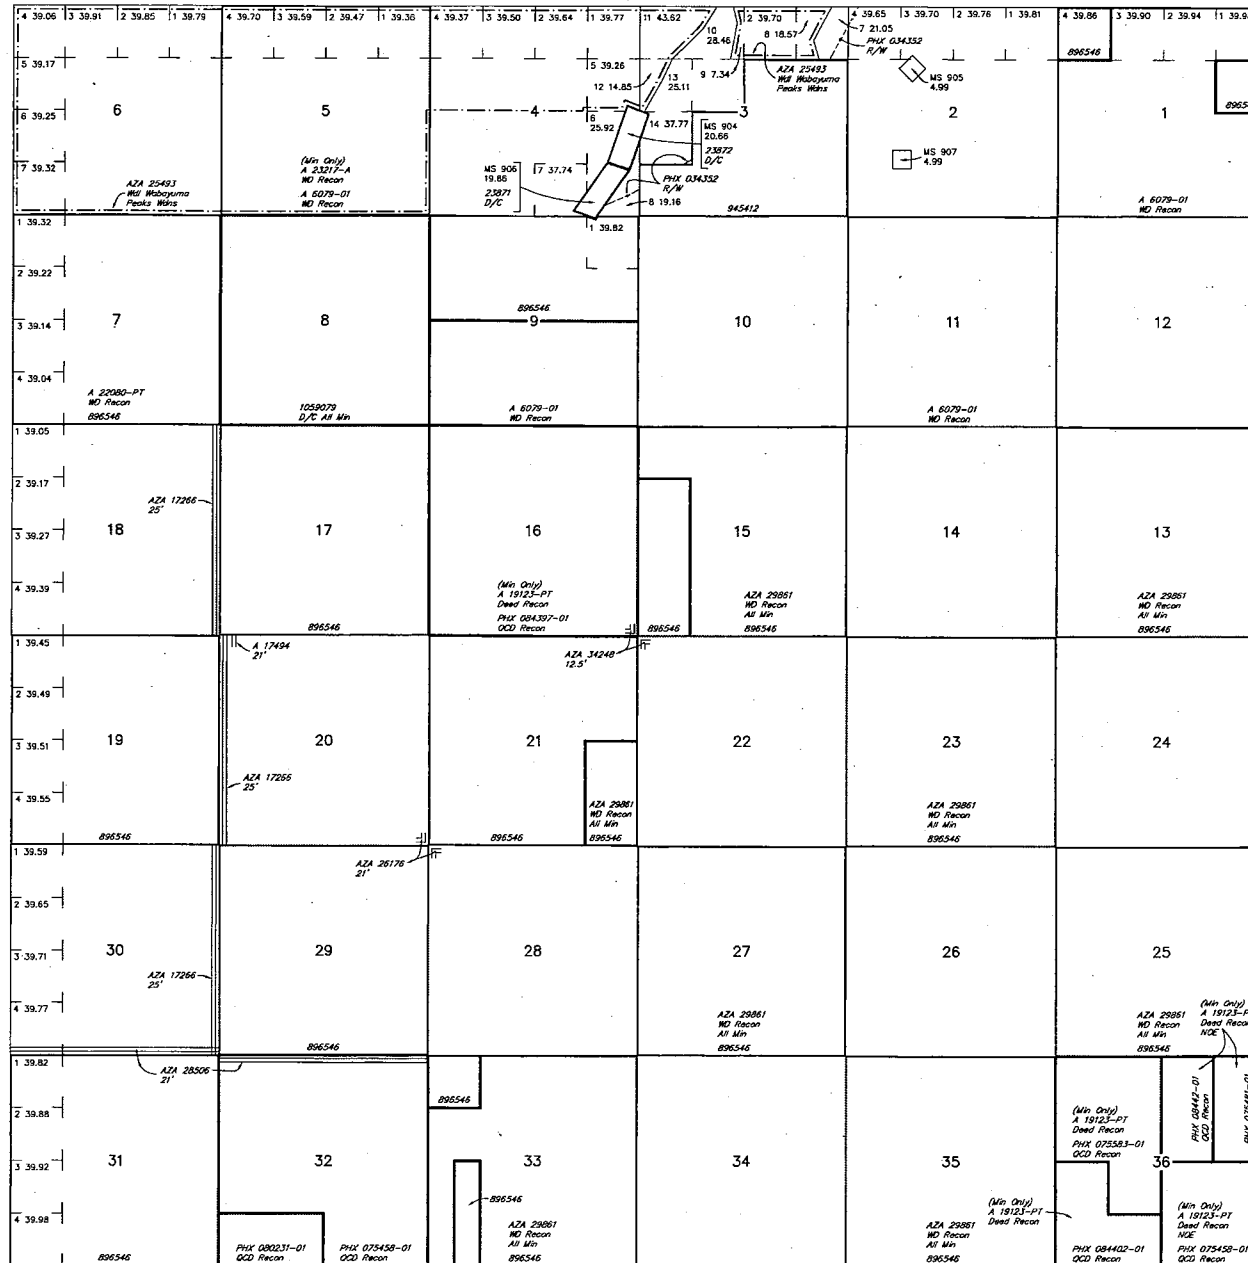 4 39.06 3 39.91 2 39.85 1 39.79 4 39.70 3 39.59 2 39.47 1 39.36 4 39.37 3 39.50 2 39.64 1 39.77 11 43.62 2 39.70 4 39.65 3 39.70 2 39.76 1 39.81 4 39.86 3 39.90 2 39.94
10
28.46
8 18.57
7 21.05
PHX 034352
R/W
896546
5 39.17
5 39.26
12 14.85
13
25.11
9 7.34
AZA 25493
Wdl Wabayuma
Peaks Wdns
MS 905
4.99
6
5
4
3
2
1
6 39.25
6
25.92
14 37.77
MS 904
20.66
23872
D/C
MS 907
4.99
7 39.32
(Min Only)
A 23217-A
WD Recon
A 6079-01
WD Recon
MS 906
19.86
23871
D/C
7 37.74
PHX 034352
R/W
AZA 25493
Wdl Wabayuma
Peaks Wdns
8 19.16
945412
A 6079-01
WD Recon
1 39.32
1 39.82
2 39.22
896546
3 39.14
7
8
9
10
11
12
4 39.04
A 22080-PT
WD Recon
896546
1059079
D/C All Min
A 6079-01
WD Recon
A 6079-01
WD Recon
1 39.05
2 39.17
AZA 17266
25'
3 39.27
18
17
16
15
14
13
4 39.39
(Min Only)
A 19123-PT
Deed Recon
PHX 084397-01
QCD Recon
AZA 29861
WD Recon
All Min
896546
AZA 29861
WD Recon
All Min
896546
896546
896546
1 39.45
A 17494
21'
AZA 34248
12.5'
2 39.49
3 39.51
19
20
21
22
23
24
AZA 17266
25'
4 39.55
AZA 29861
WD Recon
All Min
896546
AZA 29861
WD Recon
All Min
896546
896546
896546
1 39.59
AZA 26176
21'
2 39.65
3 39.71
30
29
28
27
26
25
AZA 17266
25'
4 39.77
AZA 29861
WD Recon
All Min
896546
AZA 29861
WD Recon
All Min
896546
(Min Only)
A 19123-P
Deed Recon
NOE
896546
1 39.82
AZA 28506
21'
2 39.88
896546
(Min Only)
A 19123-PT
Deed Recon
PHX 075583-01
QCD Recon
PHX 08442-01
QCD Recon
3 39.92
31
32
33
34
35
36
896546
(Min Only)
A 19123-PT
Deed Recon
(Min Only)
A 19123-PT
Deed Recon
NOE
4 39.98
AZA 29861
WD Recon
All Min
896546
AZA 29861
WD Recon
All Min
896546
896546
PHX 080231-01
QCD Recon
PHX 075458-01
QCD Recon
PHX 084402-01
QCD Recon
PHX 075458-01
QCD Recon